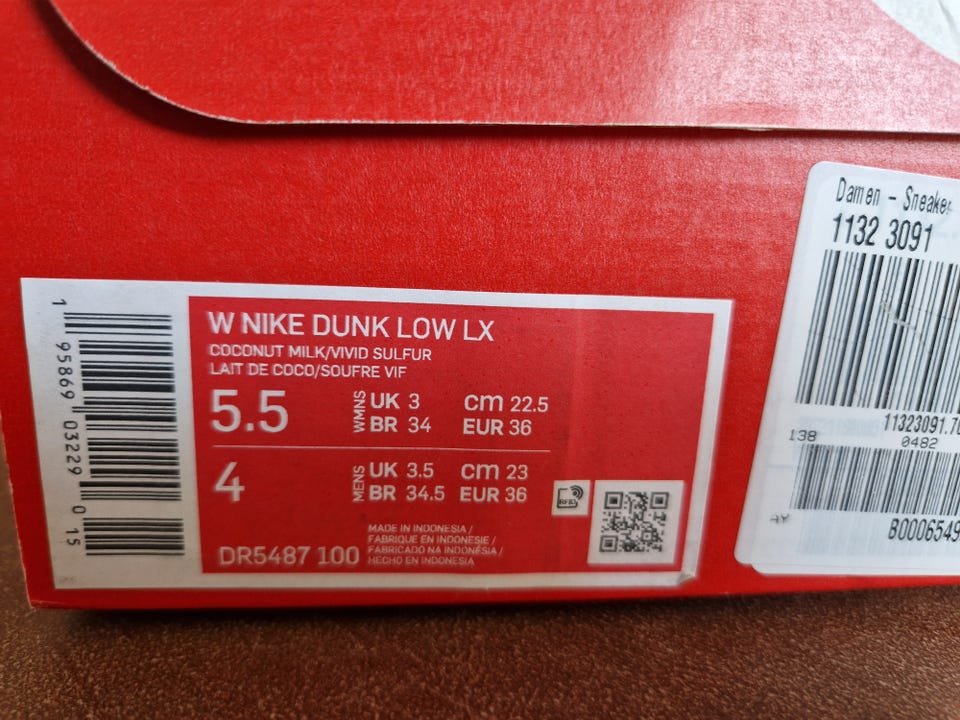 W NIKE DUNK LOW LX
COCONUT MILK/VIVID SULFUR
LAIT DE COCO/SOUFRE VIF
5.5 WMNS UK 3 cm 22.5
BR 34 EUR 36
4 MENS UK 3.5 cm 23
BR 34.5 EUR 36
RFID
DR5487 100
MADE IN INDONESIA /
FABRIQUE EN INDONESIE /
FABRICADO NA INDONÉSIA /
HECHO EN INDONESIA
1 95869 03229 0 15
Damen - Sneaker
1132 3091
11323091.70
138 0482
B0006549